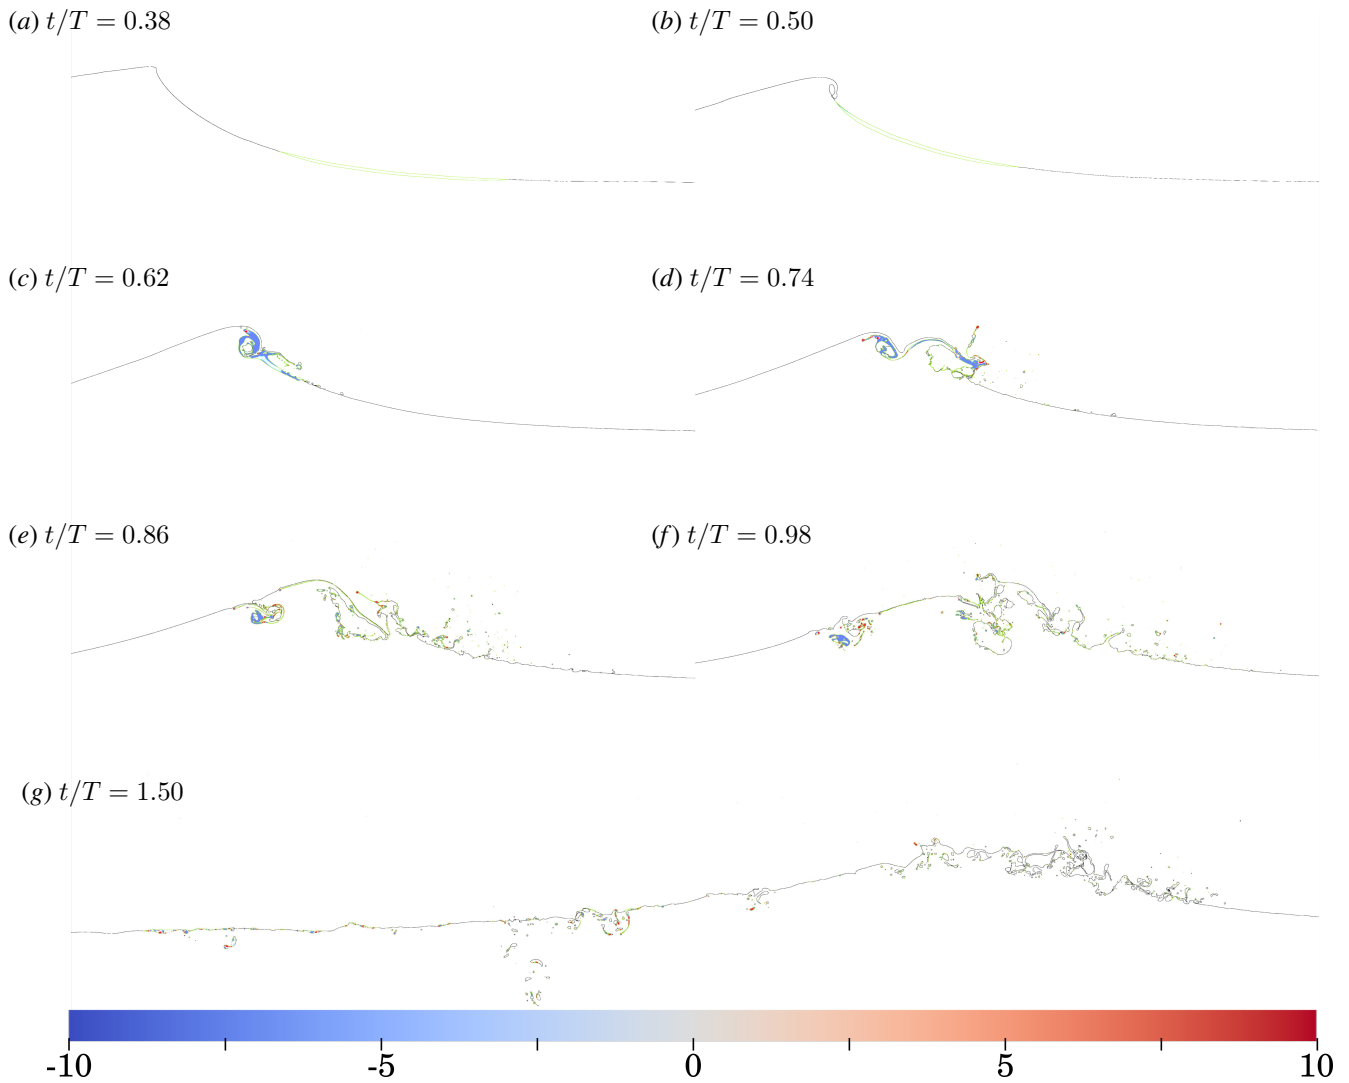 (a) t/T = 0.38
(b) t/T = 0.50
(c) t/T = 0.62
(d) t/T = 0.74
(e) t/T = 0.86
(f) t/T = 0.98
(g) t/T = 1.50
-10 -5 0 5 10